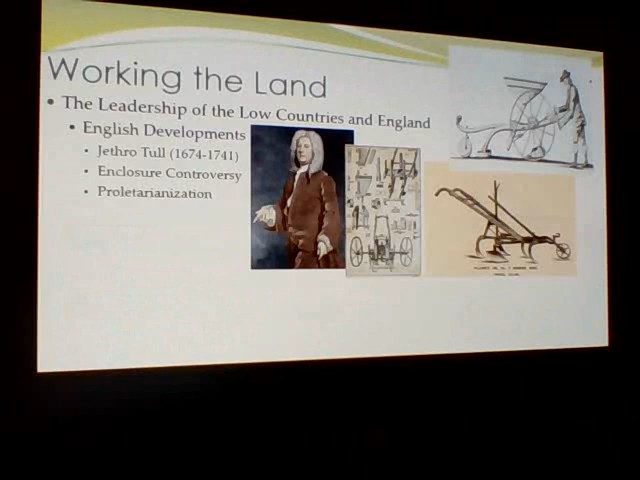 Working the Land
• The Leadership of the Low Countries and England
• English Developments
• Jethro Tull (1674-1741)
• Enclosure Controversy
• Proletarianization